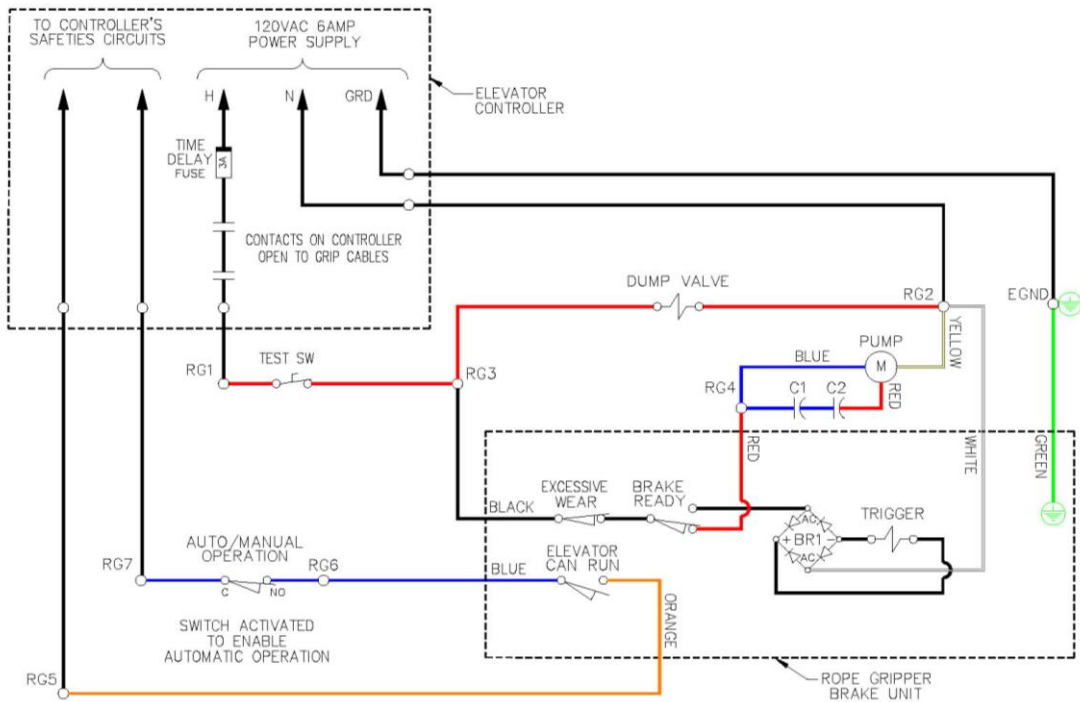 TO CONTROLLER'S
SAFETIES CIRCUITS
120VAC 6AMP
POWER SUPPLY
H
N
GRD
ELEVATOR
CONTROLLER
TIME
DELAY
FUSE
3A
CONTACTS ON CONTROLLER
OPEN TO GRIP CABLES
DUMP VALVE
RG2
EGND
YELLOW
PUMP
M
BLUE
RED
RG1
TEST SW
RG3
RG4
C1
C2
RED
WHITE
GREEN
BLACK
EXCESSIVE
WEAR
BRAKE
READY
AC
+ BR1 -
AC
TRIGGER
AUTO/MANUAL
OPERATION
RG7
C
NO
RG6
BLUE
ELEVATOR
CAN RUN
ORANGE
SWITCH ACTIVATED
TO ENABLE
AUTOMATIC OPERATION
RG5
ROPE GRIPPER
BRAKE UNIT